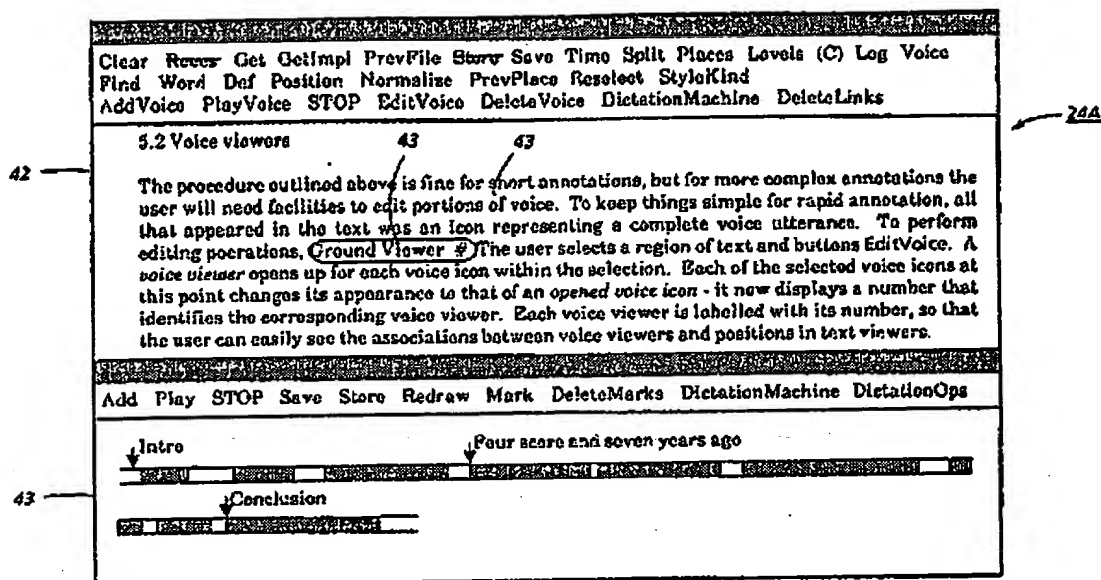 Clear Reset Get GetImpl PrevFile Store Save Time Split Places Levels (C) Log Voice
Find Word Def Position Normalize PrevPlace Reselect StyleKind
AddVoice PlayVoice STOP EditVoice DeleteVoice DictationMachine DeleteLinks
24A
5.2 Voice viewers 43 43
42
The procedure outlined above is fine for short annotations, but for more complex annotations the
user will need facilities to edit portions of voice. To keep things simple for rapid annotation, all
that appeared in the text was an icon representing a complete voice utterance. To perform
editing poerations, Ground Viewer # The user selects a region of text and buttons EditVoice. A
voice viewer opens up for each voice icon within the selection. Each of the selected voice icons at
this point changes its appearance to that of an opened voice icon - it now displays a number that
identifies the corresponding voice viewer. Each voice viewer is labelled with its number, so that
the user can easily see the associations between voice viewers and positions in text viewers.
Add Play STOP Save Store Redraw Mark DeleteMarks DictationMachine DictationOps
Intro Four score and seven years ago
43
Conclusion